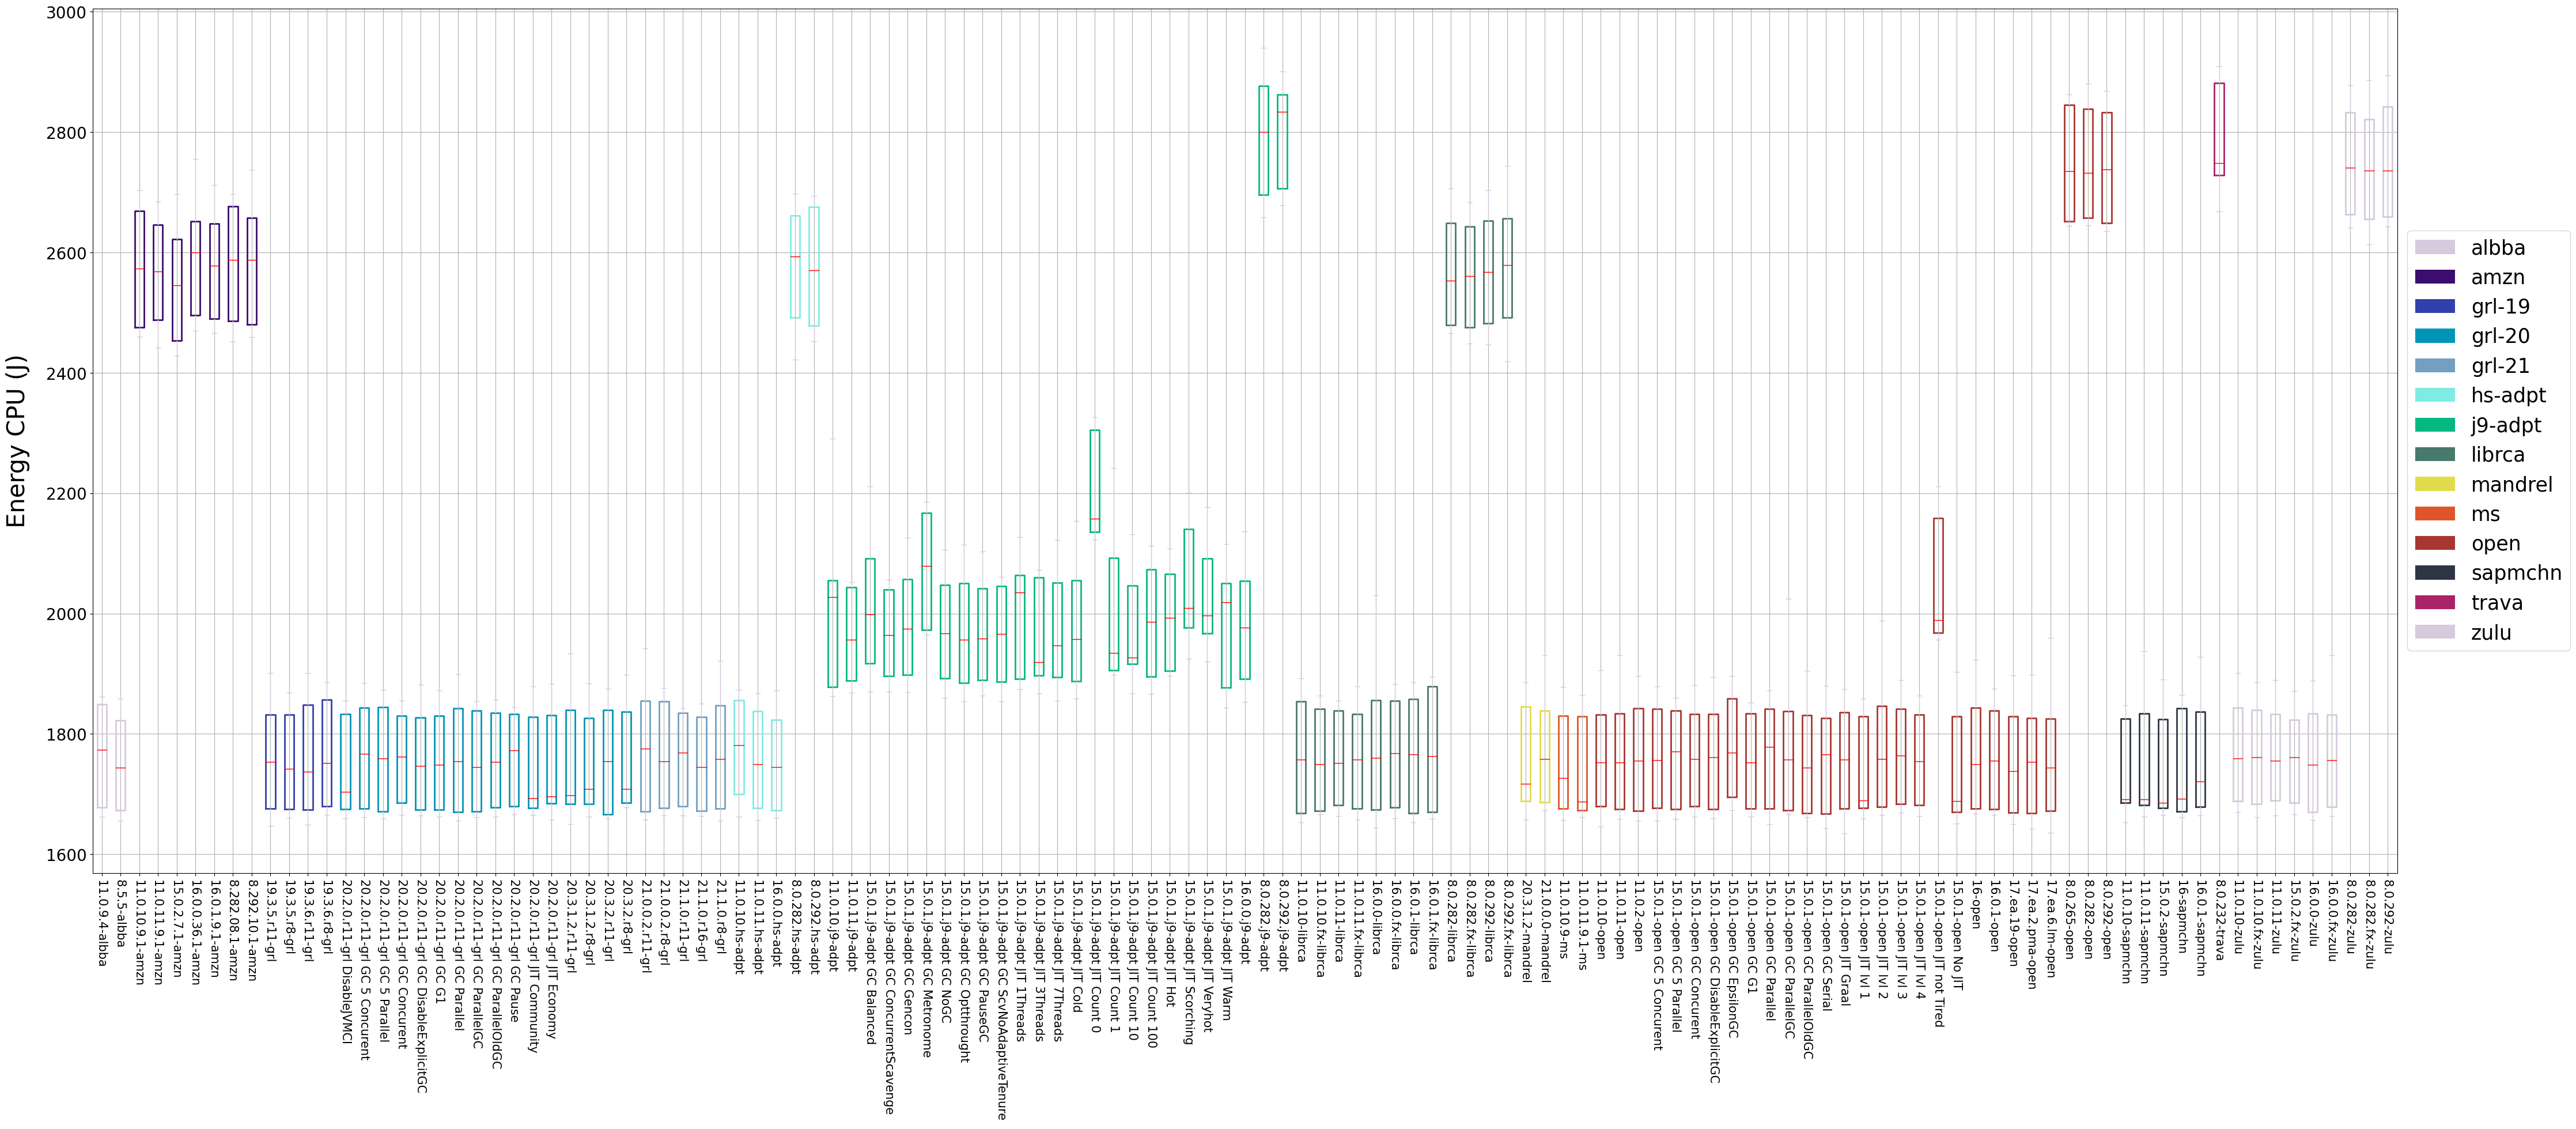 Energy CPU (J)
3000
2800
2600
2400
2200
2000
1800
1600
11.0.9.4-albba
8.5.5-albba
11.0.10.9.1-amzn
11.0.11.9.1-amzn
15.0.2.7.1-amzn
16.0.0.36.1-amzn
16.0.1.9.1-amzn
8.282.08.1-amzn
8.292.10.1-amzn
19.3.5.r11-grl
19.3.5.r8-grl
19.3.6.r11-grl
19.3.6.r8-grl
20.2.0.r11-grl DisableJVMCI
20.2.0.r11-grl GC 5 Concurent
20.2.0.r11-grl GC 5 Parallel
20.2.0.r11-grl GC Concurent
20.2.0.r11-grl GC DisableExplicitGC
20.2.0.r11-grl GC G1
20.2.0.r11-grl GC Parallel
20.2.0.r11-grl GC ParallelGC
20.2.0.r11-grl GC ParallelOldGC
20.2.0.r11-grl GC Pause
20.2.0.r11-grl JIT Community
20.2.0.r11-grl JIT Economy
20.3.1.2.r11-grl
20.3.1.2.r8-grl
20.3.2.r11-grl
20.3.2.r8-grl
21.0.0.2.r11-grl
21.0.0.2.r8-grl
21.1.0.r11-grl
21.1.0.r16-grl
21.1.0.r8-grl
11.0.10.hs-adpt
11.0.11.hs-adpt
16.0.0.hs-adpt
8.0.282.hs-adpt
8.0.292.hs-adpt
11.0.10.j9-adpt
11.0.11.j9-adpt
15.0.1.j9-adpt GC Balanced
15.0.1.j9-adpt GC ConcurrentScavenge
15.0.1.j9-adpt GC Gencon
15.0.1.j9-adpt GC Metronome
15.0.1.j9-adpt GC NoGC
15.0.1.j9-adpt GC Optthrought
15.0.1.j9-adpt GC PauseGC
15.0.1.j9-adpt GC ScvNoAdaptiveTenure
15.0.1.j9-adpt JIT 1Threads
15.0.1.j9-adpt JIT 3Threads
15.0.1.j9-adpt JIT 7Threads
15.0.1.j9-adpt JIT Cold
15.0.1.j9-adpt JIT Count 0
15.0.1.j9-adpt JIT Count 1
15.0.1.j9-adpt JIT Count 10
15.0.1.j9-adpt JIT Count 100
15.0.1.j9-adpt JIT Hot
15.0.1.j9-adpt JIT Scorching
15.0.1.j9-adpt JIT Veryhot
15.0.1.j9-adpt JIT Warm
16.0.0.j9-adpt
8.0.282.j9-adpt
8.0.292.j9-adpt
11.0.10-librca
11.0.10.fx-librca
11.0.11-librca
11.0.11.fx-librca
16.0.0-librca
16.0.0.fx-librca
16.0.1-librca
16.0.1.fx-librca
8.0.282-librca
8.0.282.fx-librca
8.0.292-librca
8.0.292.fx-librca
20.3.1.2-mandrel
21.0.0.0-mandrel
11.0.10.9-ms
11.0.11.9.1-ms
11.0.10-open
11.0.11-open
11.0.2-open
15.0.1-open GC 5 Concurent
15.0.1-open GC 5 Parallel
15.0.1-open GC Concurent
15.0.1-open GC DisableExplicitGC
15.0.1-open GC EpsilonGC
15.0.1-open GC G1
15.0.1-open GC Parallel
15.0.1-open GC ParallelGC
15.0.1-open GC ParallelOldGC
15.0.1-open GC Serial
15.0.1-open JIT Graal
15.0.1-open JIT lvl 1
15.0.1-open JIT lvl 2
15.0.1-open JIT lvl 3
15.0.1-open JIT lvl 4
15.0.1-open JIT not Tired
15.0.1-open No JIT
16-open
16.0.1-open
17.ea.19-open
17.ea.2.pma-open
17.ea.6.lm-open
8.0.265-open
8.0.282-open
8.0.292-open
11.0.10-sapmchn
11.0.11-sapmchn
15.0.2-sapmchn
16-sapmchn
16.0.1-sapmchn
8.0.232-trava
11.0.10-zulu
11.0.10.fx-zulu
11.0.11-zulu
15.0.2.fx-zulu
16.0.0-zulu
16.0.0.fx-zulu
8.0.282-zulu
8.0.282.fx-zulu
8.0.292-zulu
albba
amzn
grl-19
grl-20
grl-21
hs-adpt
j9-adpt
librca
mandrel
ms
open
sapmchn
trava
zulu